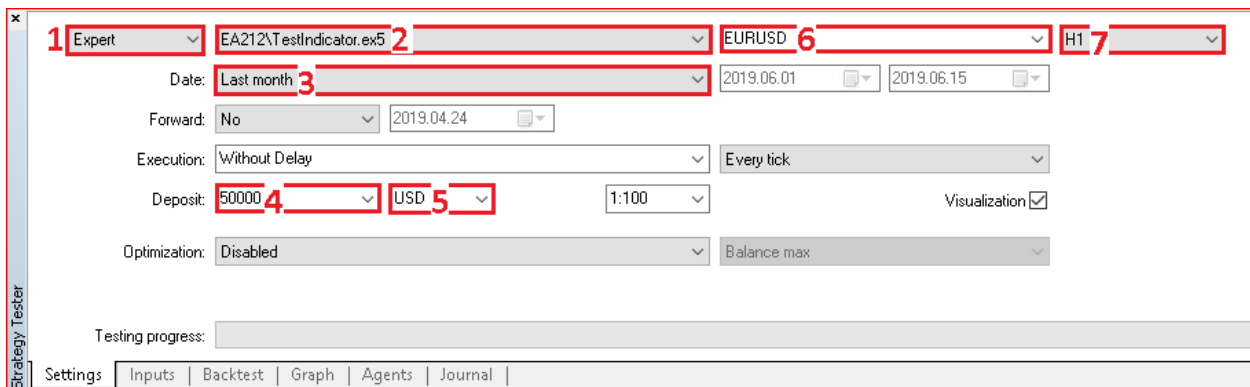 ×
1 Expert EA212\TestIndicator.ex5 2 EURUSD 6 H1 7
Date: Last month 3 2019.06.01 2019.06.15
Forward: No 2019.04.24
Execution: Without Delay Every tick
Deposit: 50000 4 USD 5 1:100 Visualization
Optimization: Disabled Balance max
Testing progress:
Strategy Tester
Settings | Inputs | Backtest | Graph | Agents | Journal |